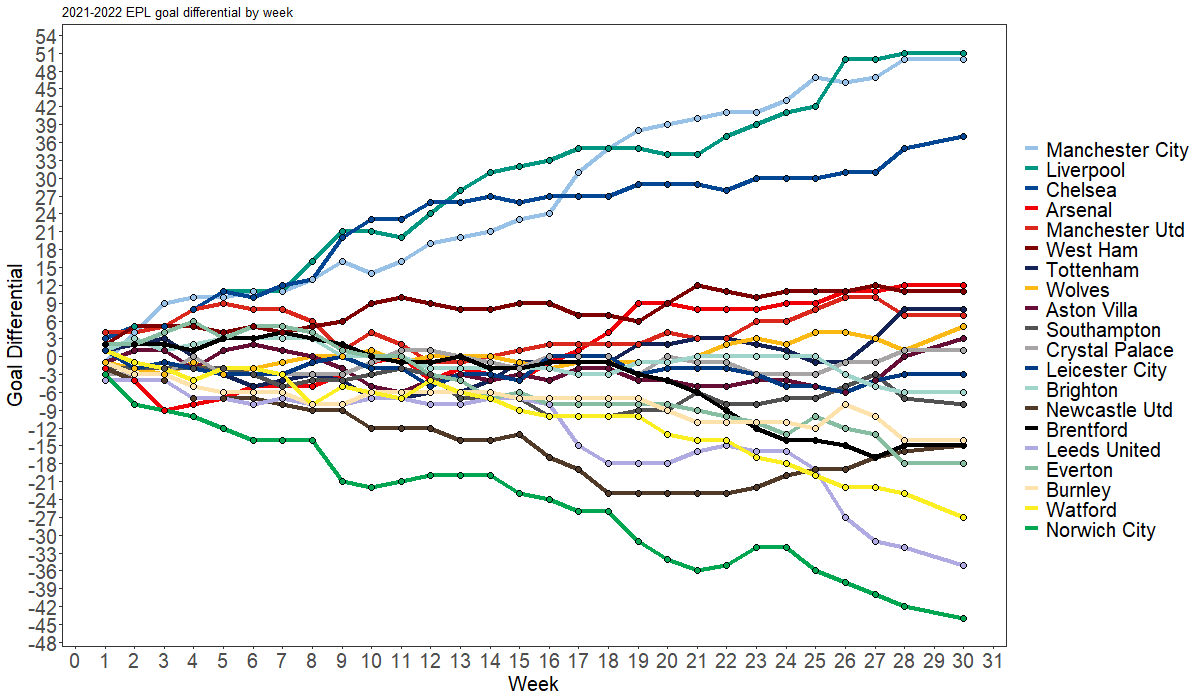 2021-2022 EPL goal differential by week
Goal Differential
54
51
48
45
42
39
36
33
30
27
24
21
18
15
12
9
6
3
0
-3
-6
-9
-12
-15
-18
-21
-24
-27
-30
-33
-36
-39
-42
-45
-48
0 1 2 3 4 5 6 7 8 9 10 11 12 13 14 15 16 17 18 19 20 21 22 23 24 25 26 27 28 29 30 31
Week
Manchester City
Liverpool
Chelsea
Arsenal
Manchester Utd
West Ham
Tottenham
Wolves
Aston Villa
Southampton
Crystal Palace
Leicester City
Brighton
Newcastle Utd
Brentford
Leeds United
Everton
Burnley
Watford
Norwich City